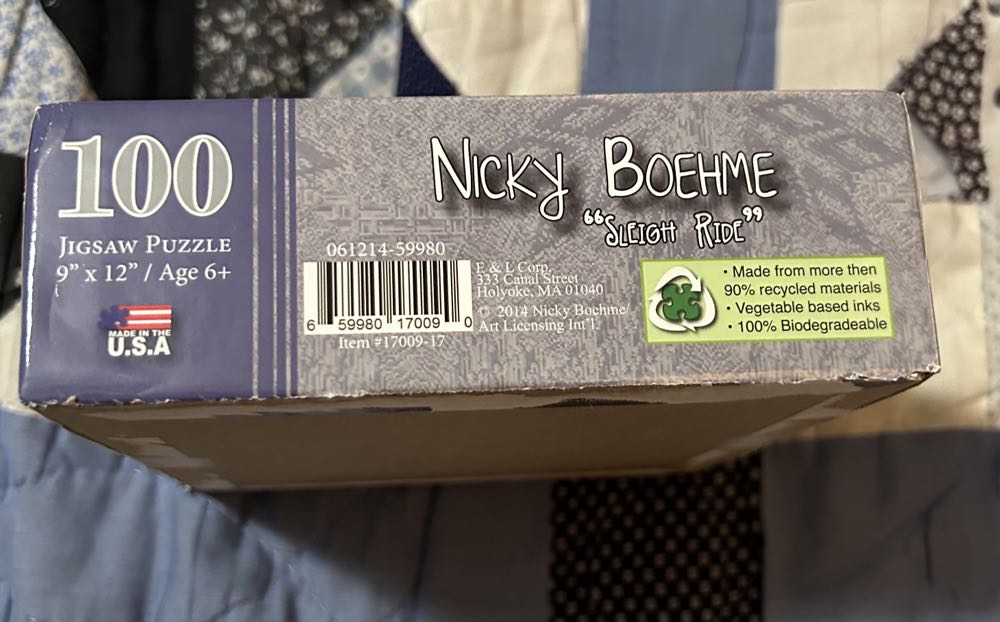 100
JIGSAW PUZZLE
9” x 12” / Age 6+
MADE IN THE
U.S.A
NICKY BOEHME
“SLEIGH RIDE”
061214-59980
6 59980 17009 0
Item #17009-17
E & L Corp.
333 Canal Street
Holyoke, MA 01040
© 2014 Nicky Boehme/
Art Licensing Int'l.
• Made from more then
90% recycled materials
• Vegetable based inks
• 100% Biodegradeable